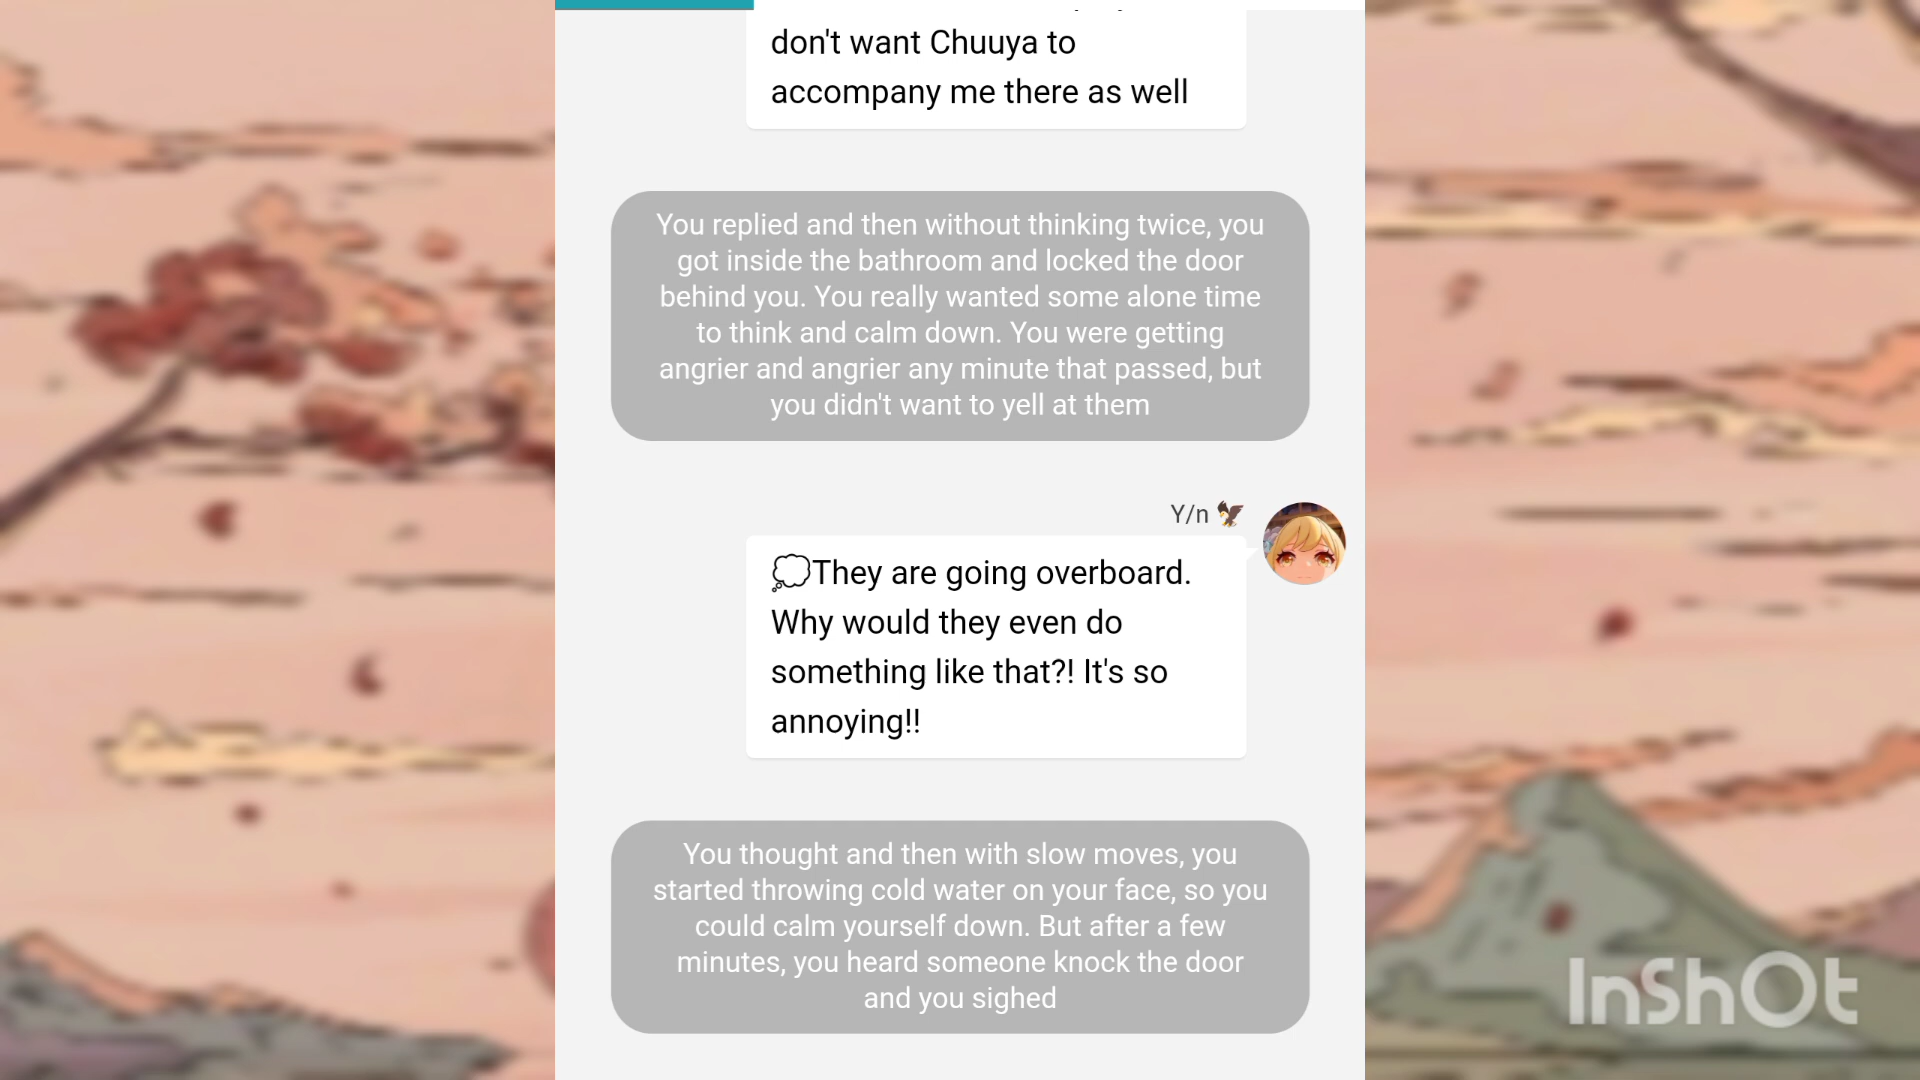 don't want Chuuya to
accompany me there as well
You replied and then without thinking twice, you
got inside the bathroom and locked the door
behind you. You really wanted some alone time
to think and calm down. You were getting
angrier and angrier any minute that passed, but
you didn't want to yell at them
Y/n 🦅
💭They are going overboard.
Why would they even do
something like that?! It's so
annoying!!
You thought and then with slow moves, you
started throwing cold water on your face, so you
could calm yourself down. But after a few
minutes, you heard someone knock the door
and you sighed
InShOt